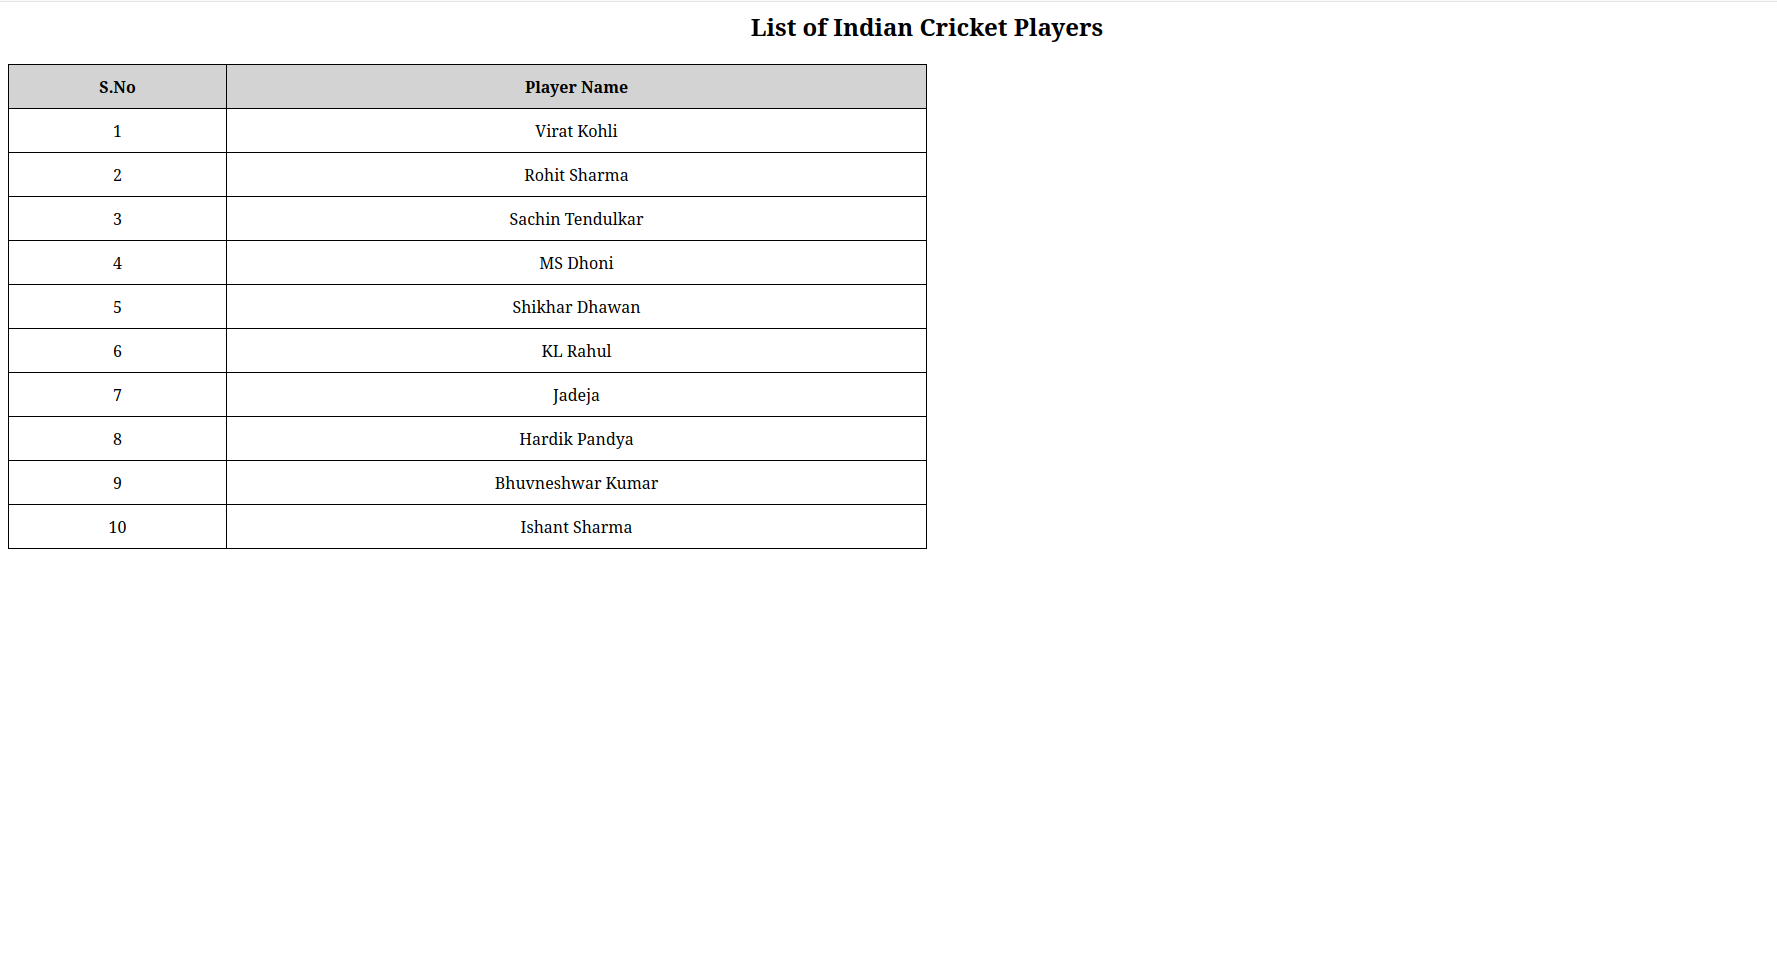 List of Indian Cricket Players
S.No Player Name
1 Virat Kohli
2 Rohit Sharma
3 Sachin Tendulkar
4 MS Dhoni
5 Shikhar Dhawan
6 KL Rahul
7 Jadeja
8 Hardik Pandya
9 Bhuvneshwar Kumar
10 Ishant Sharma